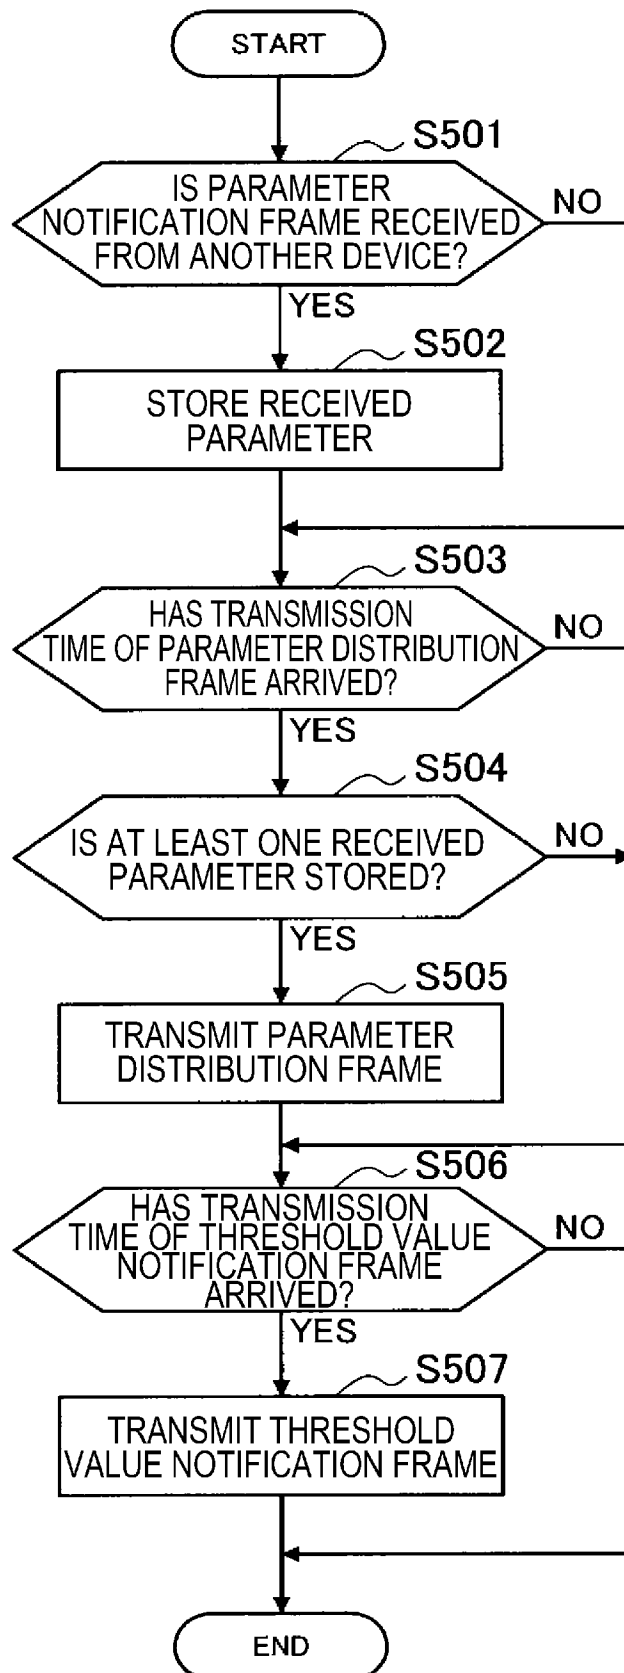 START
S501
IS PARAMETER
NOTIFICATION FRAME RECEIVED
FROM ANOTHER DEVICE?
NO
YES
S502
STORE RECEIVED
PARAMETER
S503
HAS TRANSMISSION
TIME OF PARAMETER DISTRIBUTION
FRAME ARRIVED?
NO
YES
S504
IS AT LEAST ONE RECEIVED
PARAMETER STORED?
NO
YES
S505
TRANSMIT PARAMETER
DISTRIBUTION FRAME
S506
HAS TRANSMISSION
TIME OF THRESHOLD VALUE
NOTIFICATION FRAME
ARRIVED?
NO
YES
S507
TRANSMIT THRESHOLD
VALUE NOTIFICATION FRAME
END